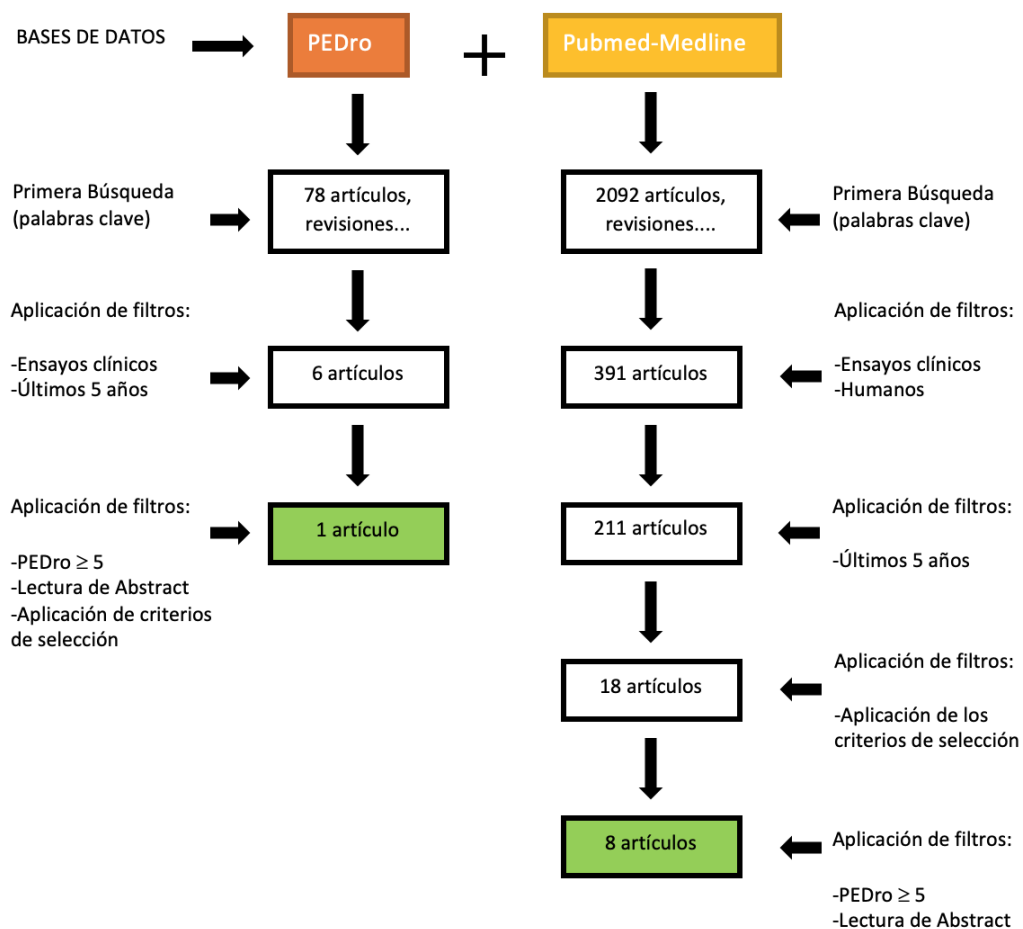 BASES DE DATOS
PEDro
+
Pubmed-Medline
Primera Búsqueda
(palabras clave)
78 artículos,
revisiones...
2092 artículos,
revisiones....
Primera Búsqueda
(palabras clave)
Aplicación de filtros:
-Ensayos clínicos
-Últimos 5 años
6 artículos
391 artículos
Aplicación de filtros:
-Ensayos clínicos
-Humanos
Aplicación de filtros:
-PEDro ≥ 5
-Lectura de Abstract
-Aplicación de criterios
de selección
1 artículo
211 artículos
Aplicación de filtros:
-Últimos 5 años
18 artículos
Aplicación de filtros:
-Aplicación de los
criterios de selección
8 artículos
Aplicación de filtros:
-PEDro ≥ 5
-Lectura de Abstract